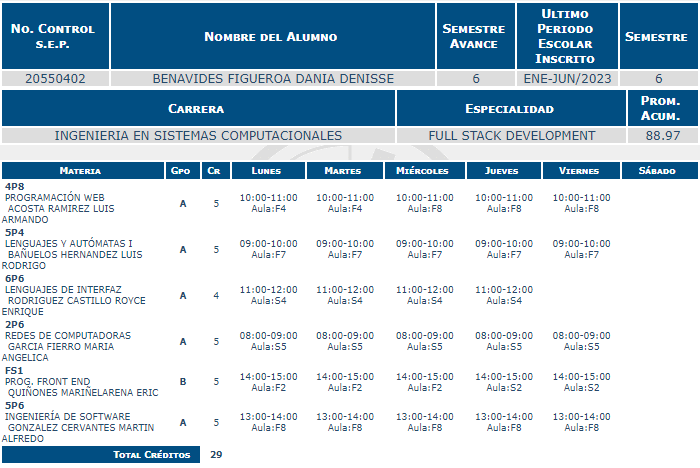 No. Control S.E.P. Nombre del Alumno Semestre Avance Ultimo Periodo Escolar Inscrito Semestre
20550402 BENAVIDES FIGUEROA DANIA DENISSE 6 ENE-JUN/2023 6
Carrera Especialidad Prom. Acum.
INGENIERIA EN SISTEMAS COMPUTACIONALES FULL STACK DEVELOPMENT 88.97
Materia Gpo Cr Lunes Martes Miércoles Jueves Viernes Sábado
4P8
PROGRAMACIÓN WEB A 5 10:00-11:00 10:00-11:00 10:00-11:00 10:00-11:00 10:00-11:00
ACOSTA RAMIREZ LUIS Aula:F4 Aula:F4 Aula:F8 Aula:F8 Aula:F8
ARMANDO
5P4
LENGUAJES Y AUTÓMATAS I A 5 09:00-10:00 09:00-10:00 09:00-10:00 09:00-10:00 09:00-10:00
BAÑUELOS HERNANDEZ LUIS Aula:F7 Aula:F7 Aula:F7 Aula:F7 Aula:F7
RODRIGO
6P6
LENGUAJES DE INTERFAZ A 4 11:00-12:00 11:00-12:00 11:00-12:00 11:00-12:00
RODRIGUEZ CASTILLO ROYCE Aula:S4 Aula:S4 Aula:S4 Aula:S4
ENRIQUE
2P6
REDES DE COMPUTADORAS A 5 08:00-09:00 08:00-09:00 08:00-09:00 08:00-09:00 08:00-09:00
GARCIA FIERRO MARIA Aula:S5 Aula:S5 Aula:S5 Aula:S5 Aula:S5
ANGELICA
FS1
PROG. FRONT END B 5 14:00-15:00 14:00-15:00 14:00-15:00 14:00-15:00 14:00-15:00
QUIÑONES MARIÑELARENA ERIC Aula:F2 Aula:F2 Aula:F2 Aula:S2 Aula:S2
5P6
INGENIERÍA DE SOFTWARE A 5 13:00-14:00 13:00-14:00 13:00-14:00 13:00-14:00 13:00-14:00
GONZALEZ CERVANTES MARTIN Aula:F8 Aula:F8 Aula:F8 Aula:F8 Aula:F8
ALFREDO
Total Créditos 29